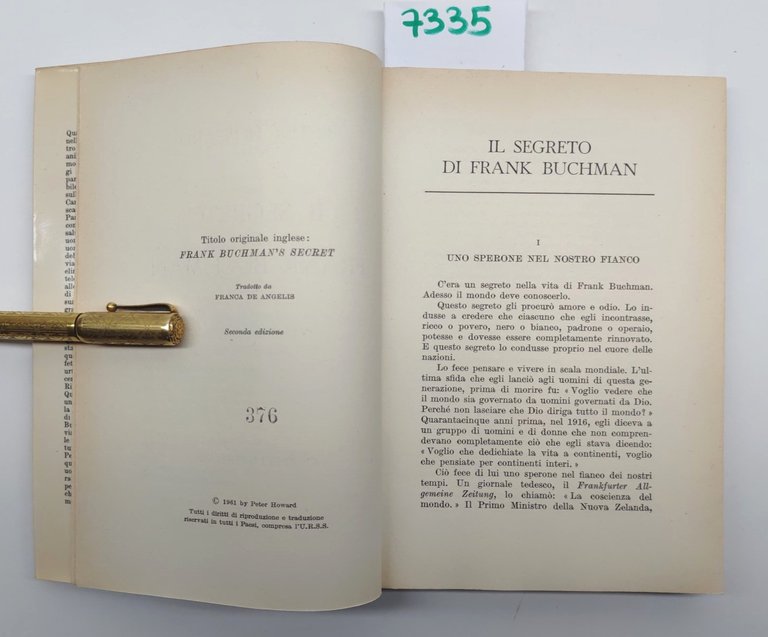 7335
Titolo originale inglese:
FRANK BUCHMAN'S SECRET
Tradotto da
FRANCA DE ANGELIS
Seconda edizione
376
© 1961 by Peter Howard
Tutti i diritti di riproduzione e traduzione
riservati in tutti i Paesi, compresa l'U.R.S.S.
IL SEGRETO
DI FRANK BUCHMAN
I
UNO SPERONE NEL NOSTRO FIANCO
C'era un segreto nella vita di Frank Buchman.
Adesso il mondo deve conoscerlo.
Questo segreto gli procurò amore e odio. Lo in-
dusse a credere che ciascuno che egli incontrasse,
ricco o povero, nero o bianco, padrone o operaio,
potesse e dovesse essere completamente rinnovato.
E questo segreto lo condusse proprio nel cuore delle
nazioni.
Lo fece pensare e vivere in scala mondiale. L'ul-
tima sfida che egli lanciò agli uomini di questa ge-
nerazione, prima di morire fu: « Voglio vedere che
il mondo sia governato da uomini governati da Dio.
Perché non lasciare che Dio diriga tutto il mondo? »
Quarantacinque anni prima, nel 1916, egli diceva a
un gruppo di uomini e di donne che non compren-
devano completamente ciò che egli stava dicendo:
« Voglio che dedichiate la vita a continenti, voglio
che pensiate per continenti interi. »
Ciò fece di lui uno sperone nel fianco dei nostri
tempi. Un giornale tedesco, il Frankfurter All-
gemeine Zeitung, lo chiamò: « La coscienza del
mondo. » Il Primo Ministro della Nuova Zelanda,